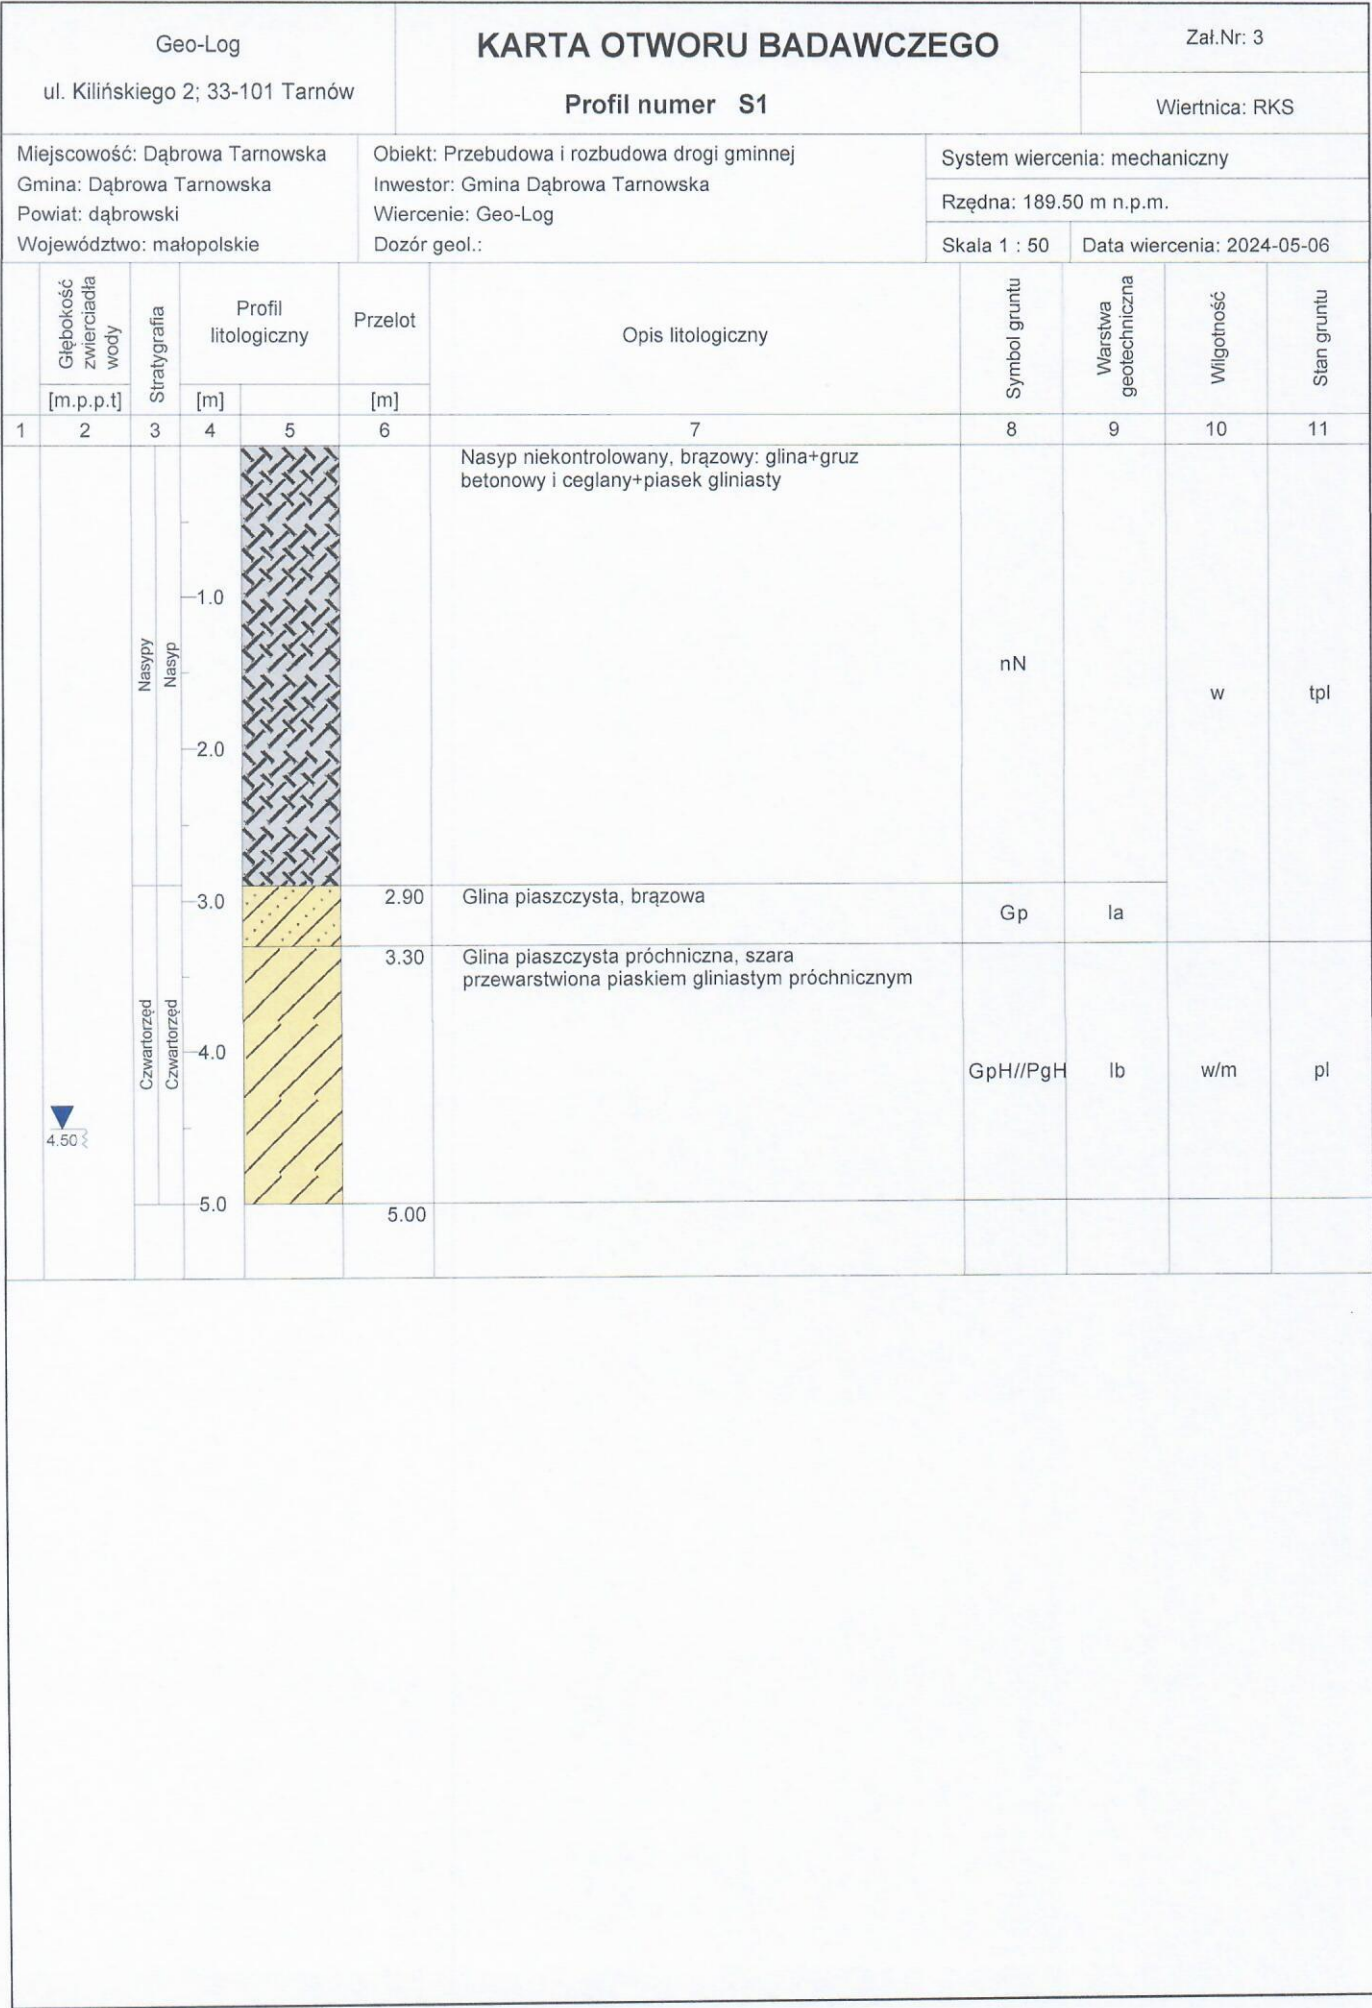 Geo-Log
ul. Kilińskiego 2; 33-101 Tarnów
KARTA OTWORU BADAWCZEGO
Profil numer S1
Zał.Nr: 3
Wiertnica: RKS
Miejscowość: Dąbrowa Tarnowska
Gmina: Dąbrowa Tarnowska
Powiat: dąbrowski
Województwo: małopolskie
Obiekt: Przebudowa i rozbudowa drogi gminnej
Inwestor: Gmina Dąbrowa Tarnowska
Wiercenie: Geo-Log
Dozór geol.:
System wiercenia: mechaniczny
Rzędna: 189.50 m n.p.m.
Skala 1 : 50
Data wiercenia: 2024-05-06
Głębokość
zwierciadła
wody
[m.p.p.t]
Stratygrafia
Profil
litologiczny
[m]
Przelot
[m]
Opis litologiczny
Symbol gruntu
Warstwa
geotechniczna
Wilgotność
Stan gruntu
1 2 3 4 5 6 7 8 9 10 11
Nasyp niekontrolowany, brązowy: glina+gruz
betonowy i ceglany+piasek gliniasty
1.0
Nasypy
Nasyp
nN
w
tpl
2.0
3.0
2.90
Glina piaszczysta, brązowa
Gp
Ia
3.30
Glina piaszczysta próchniczna, szara
przewarstwiona piaskiem gliniastym próchnicznym
Czwartorzęd
Czwartorzęd
4.0
GpH//PgH
Ib
w/m
pl
4.50
5.0
5.00